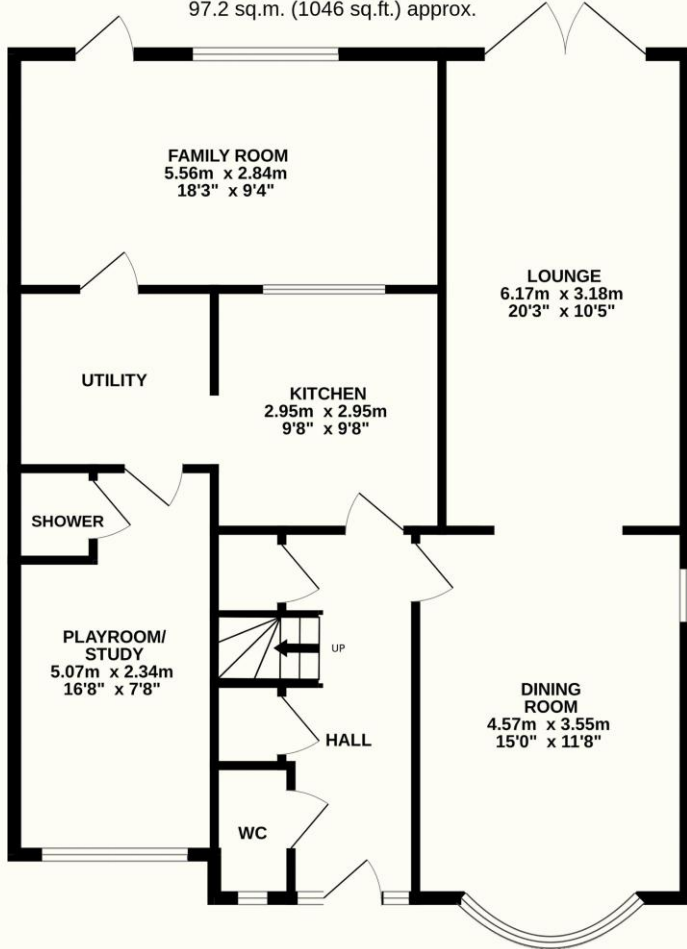 97.2 sq.m. (1046 sq.ft.) approx.
FAMILY ROOM
5.56m x 2.84m
18'3" x 9'4"
LOUNGE
6.17m x 3.18m
20'3" x 10'5"
UTILITY
KITCHEN
2.95m x 2.95m
9'8" x 9'8"
SHOWER
PLAYROOM/
STUDY
5.07m x 2.34m
16'8" x 7'8"
UP
DINING
ROOM
4.57m x 3.55m
15'0" x 11'8"
HALL
WC